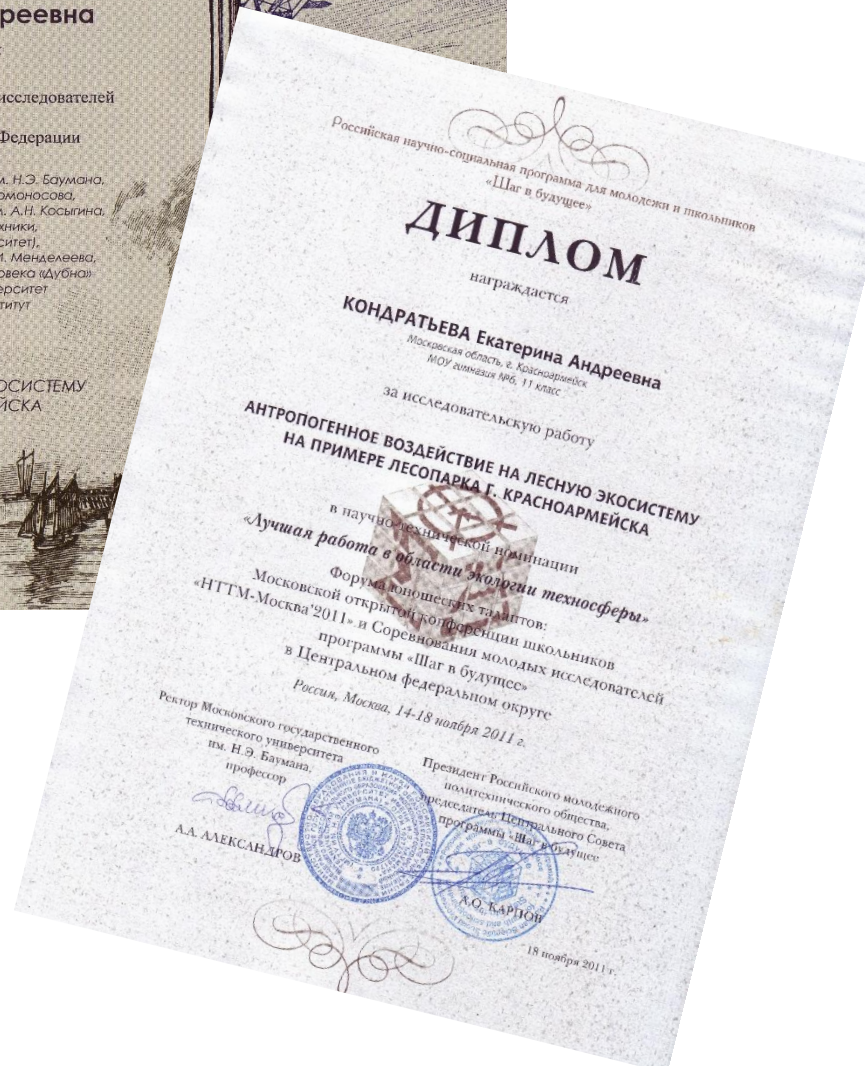 реевна
исследователей
Федерации
м. Н.Э. Баумана,
омоносова,
м. А.Н. Косыгина,
хники,
ситет),
И. Менделеева,
овека «Дубна»
ерситет
титут
ОСИСТЕМУ
ЙСКА
Российская научно-социальная программа для молодежи и школьников
«Шаг в будущее»
ДИПЛОМ
награждается
КОНДРАТЬЕВА Екатерина Андреевна
Московская область, г. Красноармейск
МОУ гимназия №6, 11 класс
за исследовательскую работу
АНТРОПОГЕННОЕ ВОЗДЕЙСТВИЕ НА ЛЕСНУЮ ЭКОСИСТЕМУ
НА ПРИМЕРЕ ЛЕСОПАРКА Г. КРАСНОАРМЕЙСКА
в научно-технической номинации
«Лучшая работа в области экологии техносферы»
Форума юношеских талантов:
Московской открытой конференции школьников
«НТТМ-Москва'2011» и Соревнования молодых исследователей
программы «Шаг в будущее»
в Центральном федеральном округе
Россия, Москва, 14-18 ноября 2011 г.
Ректор Московского государственного
технического университета
им. Н.Э. Баумана,
профессор
А.А. АЛЕКСАНДРОВ
Президент Российского молодежного
политехнического общества,
председатель Центрального Совета
программы «Шаг в будущее»
А.О. КАРПОВ
18 ноября 2011 г.